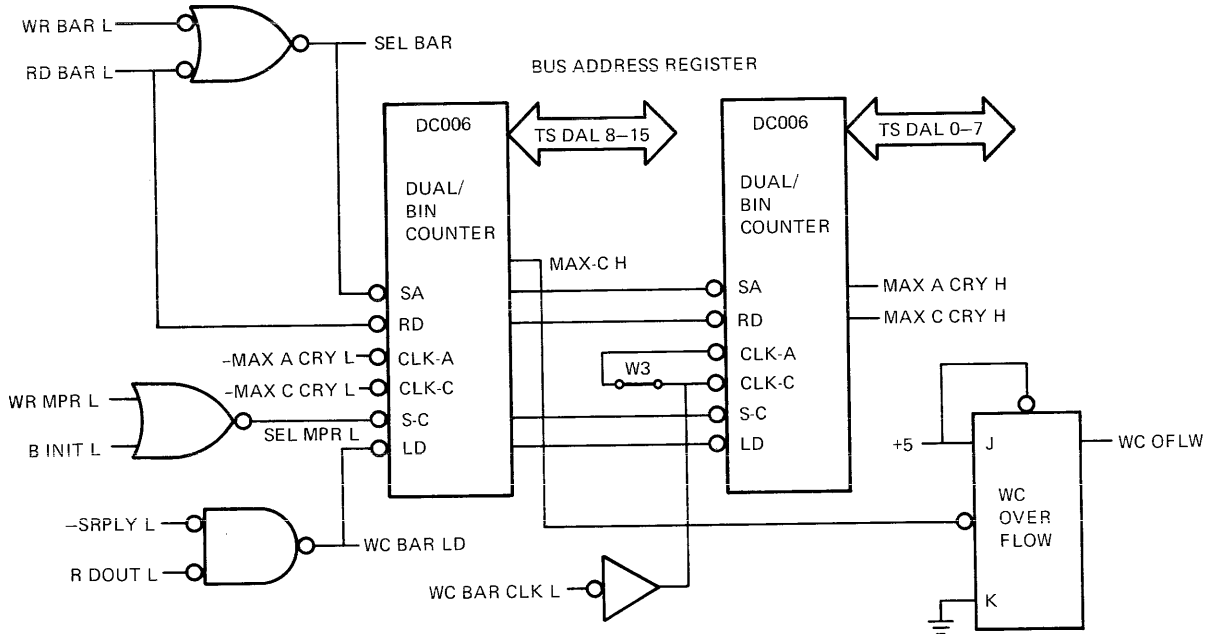 WR BAR L
RD BAR L
SEL BAR
BUS ADDRESS REGISTER
DC006
DUAL/
BIN
COUNTER
TS DAL 8–15
DC006
DUAL/
BIN
COUNTER
TS DAL 0–7
MAX-C H
SA
RD
CLK-A
CLK-C
S-C
LD
–MAX A CRY L
–MAX C CRY L
WR MPR L
B INIT L
SEL MPR L
SA
RD
CLK-A
CLK-C
S-C
LD
W3
MAX A CRY H
MAX C CRY H
+5
J
WC
OVER
FLOW
K
WC OFLW
–SRPLY L
R DOUT L
WC BAR LD
WC BAR CLK L